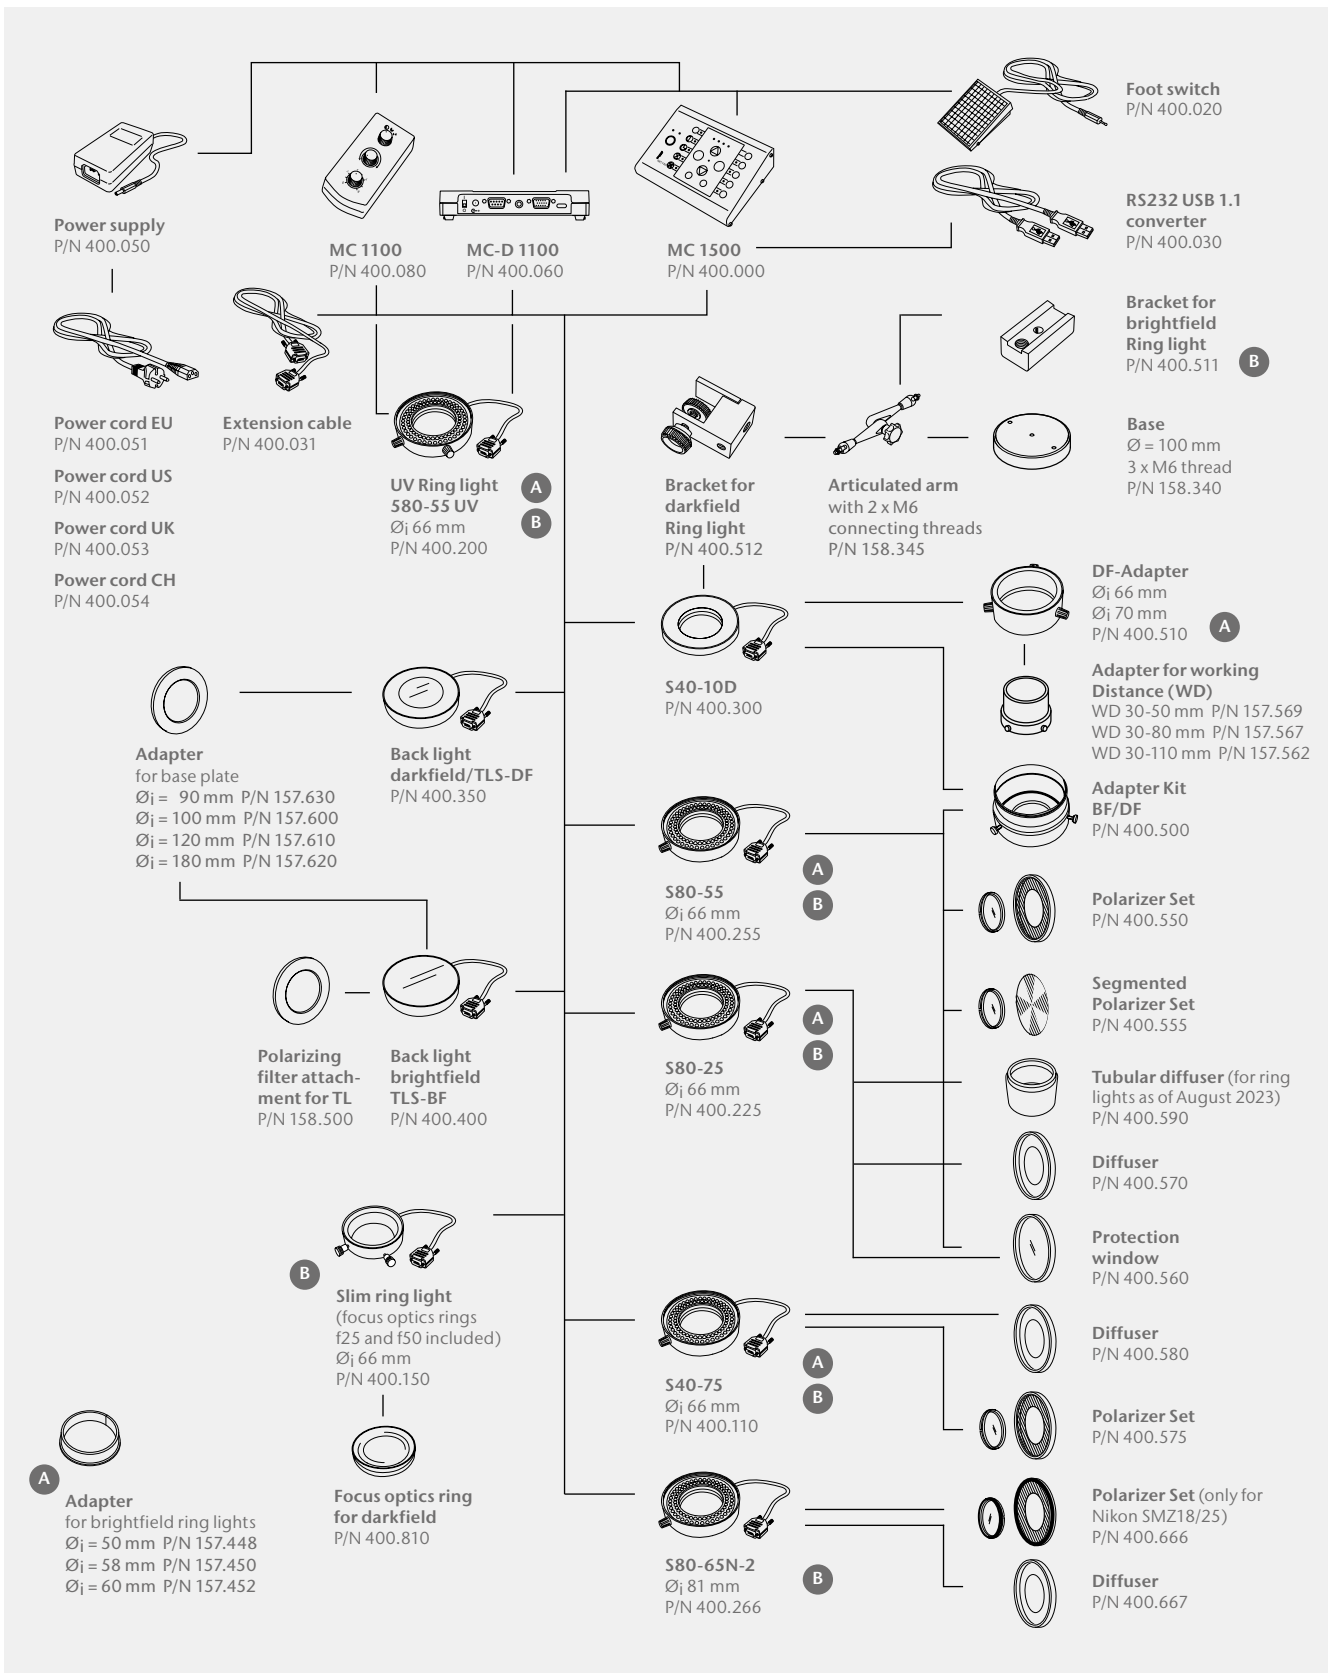 Foot switch
P/N 400.020
RS232 USB 1.1
converter
P/N 400.030
Power supply
P/N 400.050
MC 1100
P/N 400.080
MC-D 1100
P/N 400.060
MC 1500
P/N 400.000
Bracket for
brightfield
Ring light
P/N 400.511
B
Power cord EU
P/N 400.051
Power cord US
P/N 400.052
Power cord UK
P/N 400.053
Power cord CH
P/N 400.054
Extension cable
P/N 400.031
UV Ring light
580-55 UV
Øi 66 mm
P/N 400.200
A
B
Bracket for
darkfield
Ring light
P/N 400.512
Articulated arm
with 2 x M6
connecting threads
P/N 158.345
Base
Ø = 100 mm
3 x M6 thread
P/N 158.340
DF-Adapter
Øi 66 mm
Øi 70 mm
P/N 400.510
A
S40-10D
P/N 400.300
Adapter for working
Distance (WD)
WD 30-50 mm P/N 157.569
WD 30-80 mm P/N 157.567
WD 30-110 mm P/N 157.562
Adapter
for base plate
Øi = 90 mm P/N 157.630
Øi = 100 mm P/N 157.600
Øi = 120 mm P/N 157.610
Øi = 180 mm P/N 157.620
Back light
darkfield/TLS-DF
P/N 400.350
Adapter Kit
BF/DF
P/N 400.500
S80-55
Øi 66 mm
P/N 400.255
A
B
Polarizer Set
P/N 400.550
Segmented
Polarizer Set
P/N 400.555
Polarizing
filter attach-
ment for TL
P/N 158.500
Back light
brightfield
TLS-BF
P/N 400.400
S80-25
Øi 66 mm
P/N 400.225
A
B
Tubular diffuser (for ring
lights as of August 2023)
P/N 400.590
Diffuser
P/N 400.570
Protection
window
P/N 400.560
B
Slim ring light
(focus optics rings
f25 and f50 included)
Øi 66 mm
P/N 400.150
S40-75
Øi 66 mm
P/N 400.110
A
B
Diffuser
P/N 400.580
Polarizer Set
P/N 400.575
A
Adapter
for brightfield ring lights
Øi = 50 mm P/N 157.448
Øi = 58 mm P/N 157.450
Øi = 60 mm P/N 157.452
Focus optics ring
for darkfield
P/N 400.810
S80-65N-2
Øi 81 mm
P/N 400.266
B
Polarizer Set (only for
Nikon SMZ18/25)
P/N 400.666
Diffuser
P/N 400.667